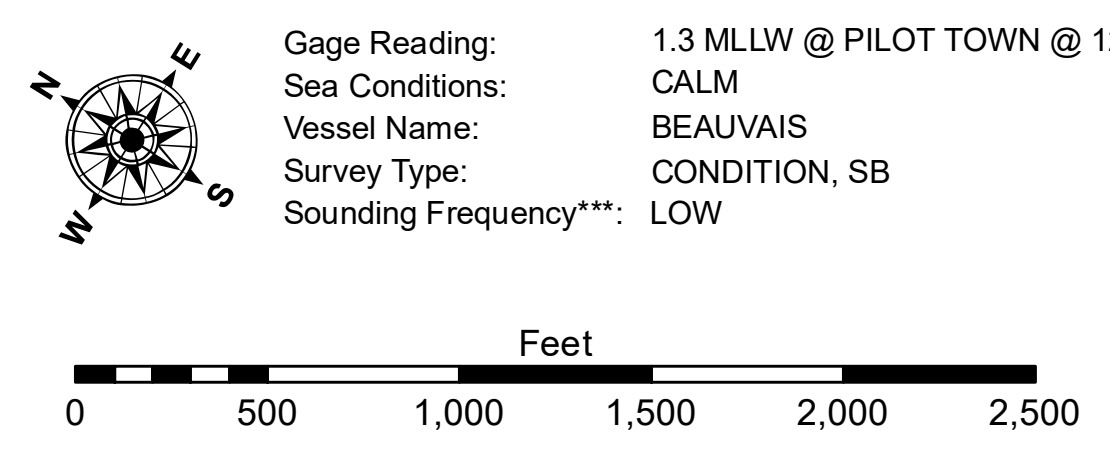 N
E
S
W
Gage Reading: 1.3 MLLW @ PILOT TOWN @
Sea Conditions: CALM
Vessel Name: BEAUVAIS
Survey Type: CONDITION, SB
Sounding Frequency***: LOW
Feet
0 500 1,000 1,500 2,000 2,500